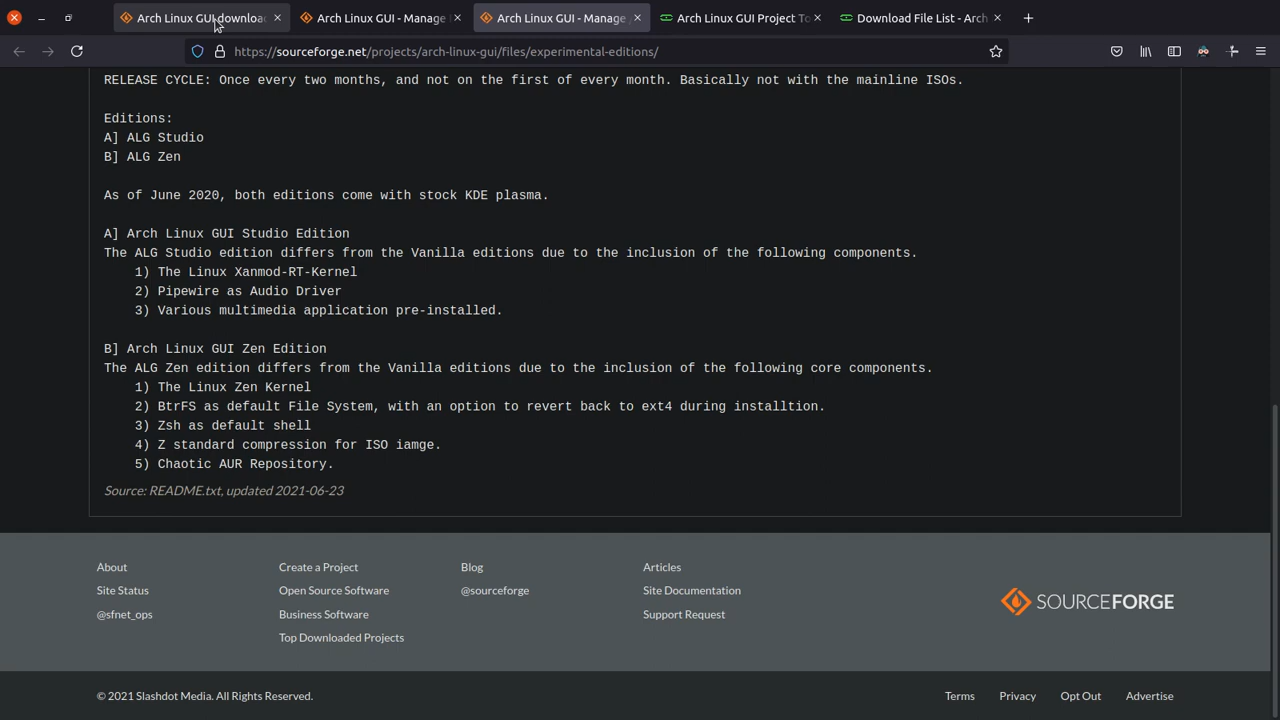 Arch Linux GUI downloa
Arch Linux GUI - Manage
Arch Linux GUI - Manage
Arch Linux GUI Project To
Download File List - Arch
https://sourceforge.net/projects/arch-linux-gui/files/experimental-editions/
RELEASE CYCLE: Once every two months, and not on the first of every month. Basically not with the mainline ISOs.
Editions:
A] ALG Studio
B] ALG Zen
As of June 2020, both editions come with stock KDE plasma.
A] Arch Linux GUI Studio Edition
The ALG Studio edition differs from the Vanilla editions due to the inclusion of the following components.
1) The Linux Xanmod-RT-Kernel
2) Pipewire as Audio Driver
3) Various multimedia application pre-installed.
B] Arch Linux GUI Zen Edition
The ALG Zen edition differs from the Vanilla editions due to the inclusion of the following core components.
1) The Linux Zen Kernel
2) BtrFS as default File System, with an option to revert back to ext4 during installtion.
3) Zsh as default shell
4) Z standard compression for ISO iamge.
5) Chaotic AUR Repository.
Source: README.txt, updated 2021-06-23
About
Site Status
@sfnet_ops
Create a Project
Open Source Software
Business Software
Top Downloaded Projects
Blog
@sourceforge
Articles
Site Documentation
Support Request
SOURCEFORGE
© 2021 Slashdot Media. All Rights Reserved.
Terms
Privacy
Opt Out
Advertise